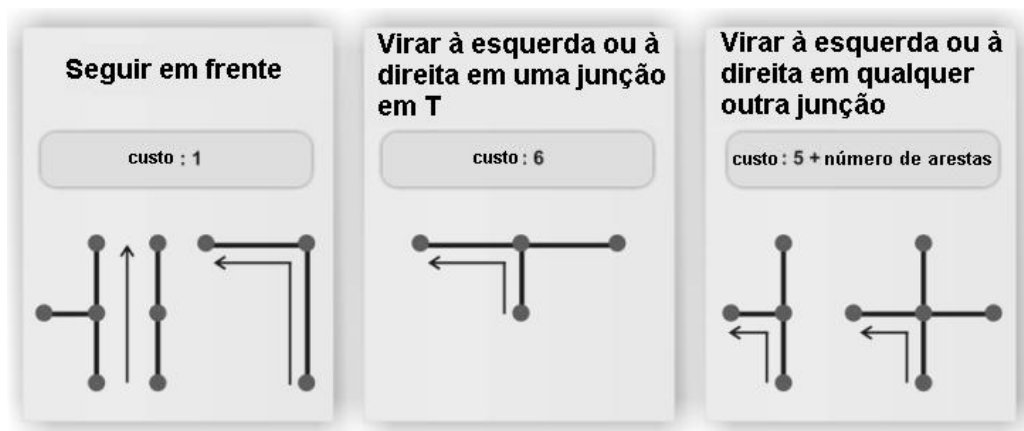 Seguir em frente
custo : 1
Virar à esquerda ou à
direita em uma junção
em T
custo : 6
Virar à esquerda ou à
direita em qualquer
outra junção
custo : 5 + número de arestas